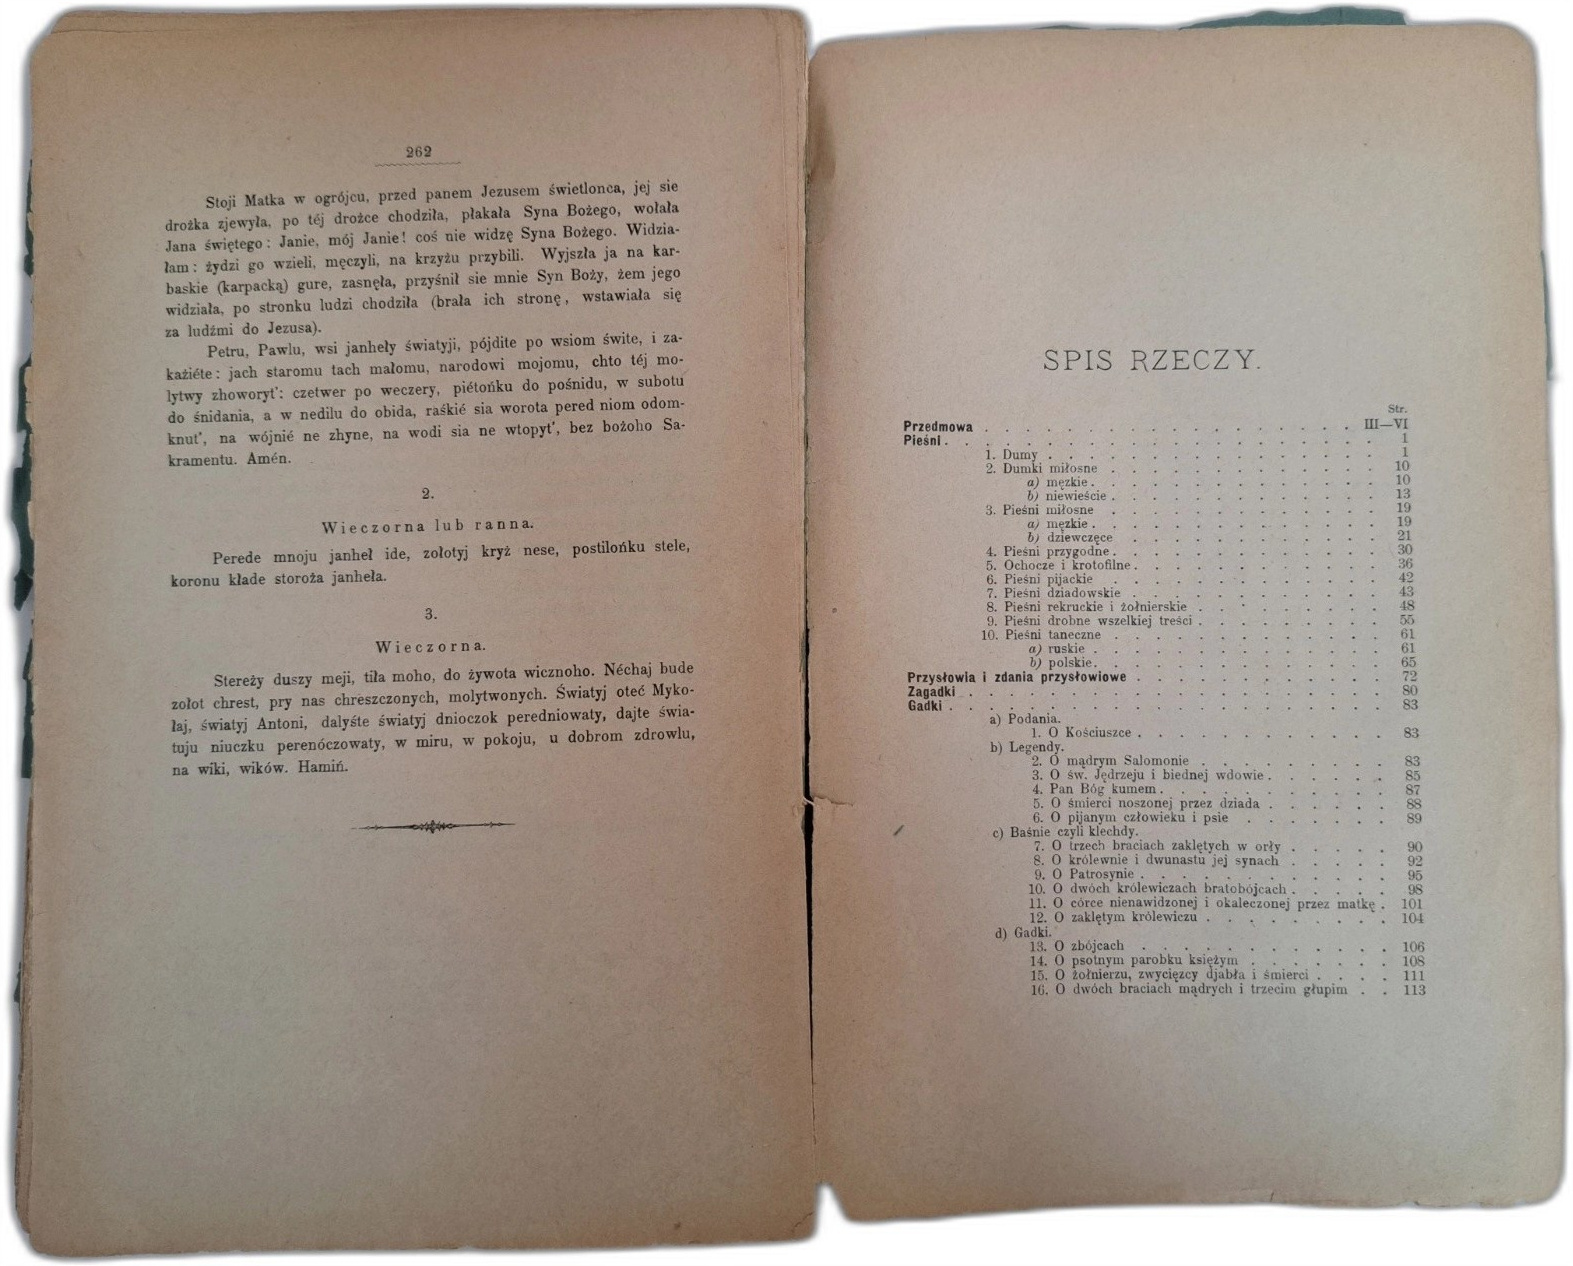 262
Stoji Matka w ogrójcu, przed panem Jezusem świetlonca, jej sie
drożka zjewyła, po téj drożce chodziła, płakała Syna Bożego, wołała
Jana świętego: Janie, mój Janie! coś nie widzę Syna Bożego. Widzia-
łam: żydzi go wzieli, męczyli, na krzyżu przybili. Wyjszła ja na kar-
baskie (karpacką) gure, zasnęła, przyśnił sie mnie Syn Boży, żem jego
widziała, po stronku ludzi chodziła (brała ich stronę, wstawiała się
za ludźmi do Jezusa).
Petru, Pawlu, wsi janheły światyji, pójdite po wsiom świte, i za-
każiéte: jach staromu tach małomu, narodowi mojomu, chto téj mo-
lytwy zhoworyt': czetwer po weczery, piétońku do pośnidu, w subotu
do śnidania, a w nedilu do obida, raśkié sia worota pered niom odom-
knut', na wójnié ne zhyne, na wodi sia ne wtopyt', bez bożoho Sa-
kramentu. Amén.
2.
Wieczorna lub ranna.
Perede mnoju janheł ide, zołotyj kryż nese, postilońku stele,
koronu kłade storoża janheła.
3.
Wieczorna.
Stereży duszy meji, tiła moho, do żywota wicznoho. Néchaj bude
zołot chrest, pry nas chreszczonych, molytwonych. Światyj oteć Myko-
łaj, światyj Antoni, dalyśte światyj dnioczok peredniowaty, dajte świa-
tuju niuczku perenóczowaty, w miru, w pokoju, u dobrom zdrowlu,
na wiki, wików. Hamiń.
SPIS RZECZY.
Str.
Przedmowa . . . . . . . . . . . . . . III—VI
Pieśni . . . . . . . . . . . . . . . . 1
1. Dumy . . . . . . . . . . . . . 1
2. Dumki miłosne . . . . . . . . . . . 10
a) męzkie . . . . . . . . . . . 10
b) niewieście . . . . . . . . . . 13
3. Pieśni miłosne . . . . . . . . . . . 19
a) męzkie . . . . . . . . . . . 19
b) dziewczęce . . . . . . . . . . 21
4. Pieśni przygodne . . . . . . . . . . 30
5. Ochocze i krotofilne . . . . . . . . . 36
6. Pieśni pijackie . . . . . . . . . . . 42
7. Pieśni dziadowskie . . . . . . . . . . 43
8. Pieśni rekruckie i żołnierskie . . . . . . . 48
9. Pieśni drobne wszelkiej treści . . . . . . . 55
10. Pieśni taneczne . . . . . . . . . . . 61
a) ruskie . . . . . . . . . . . 61
b) polskie . . . . . . . . . . . 65
Przysłowia i zdania przysłowiowe . . . . . . . . . . 72
Zagadki . . . . . . . . . . . . . . . . 80
Gadki . . . . . . . . . . . . . . . . 83
a) Podania.
1. O Kościuszce . . . . . . . . . . 83
b) Legendy.
2. O mądrym Salomonie . . . . . . . . 83
3. O św. Jędrzeju i biednej wdowie . . . . . 85
4. Pan Bóg kumem . . . . . . . . . 87
5. O śmierci noszonej przez dziada . . . . . 88
6. O pijanym człowieku i psie . . . . . . 89
c) Baśnie czyli klechdy.
7. O trzech braciach zaklętych w orły . . . . . 90
8. O królewnie i dwunastu jej synach . . . . . 92
9. O Patrosynie . . . . . . . . . . 95
10. O dwóch królewiczach bratobójcach . . . . . 98
11. O córce nienawidzonej i okaleczonej przez matkę . 101
12. O zaklętym królewiczu . . . . . . . . 104
d) Gadki.
13. O zbójcach . . . . . . . . . . 106
14. O psotnym parobku księżym . . . . . . 108
15. O żołnierzu, zwycięzcy djabła i śmierci . . . . 111
16. O dwóch braciach mądrych i trzecim głupim . . 113